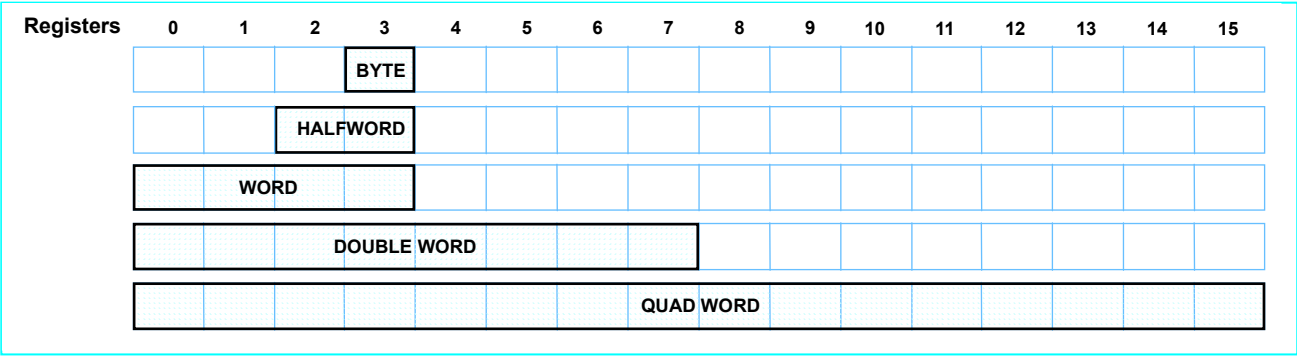 Registers 0 1 2 3 4 5 6 7 8 9 10 11 12 13 14 15
BYTE
HALFWORD
WORD
DOUBLE WORD
QUAD WORD